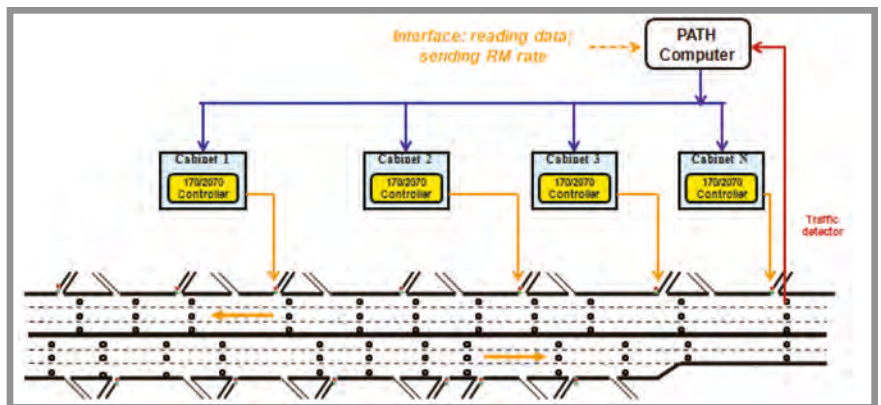 Interface: reading data;
sending RM rate
PATH
Computer
Cabinet 1
170/2070
Controller
Cabinet 2
170/2070
Controller
Cabinet 3
170/2070
Controller
Cabinet N
170/2070
Controller
Traffic
detector